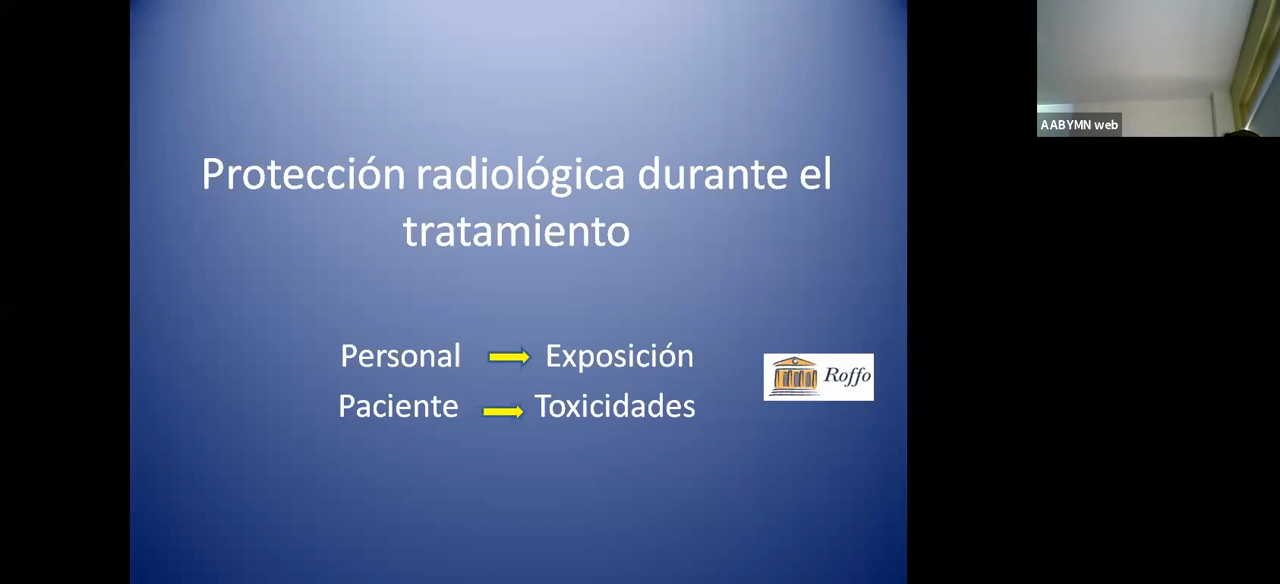 Protección radiológica durante el
tratamiento
Personal Exposición
Paciente Toxicidades
Roffo
AABYMN web